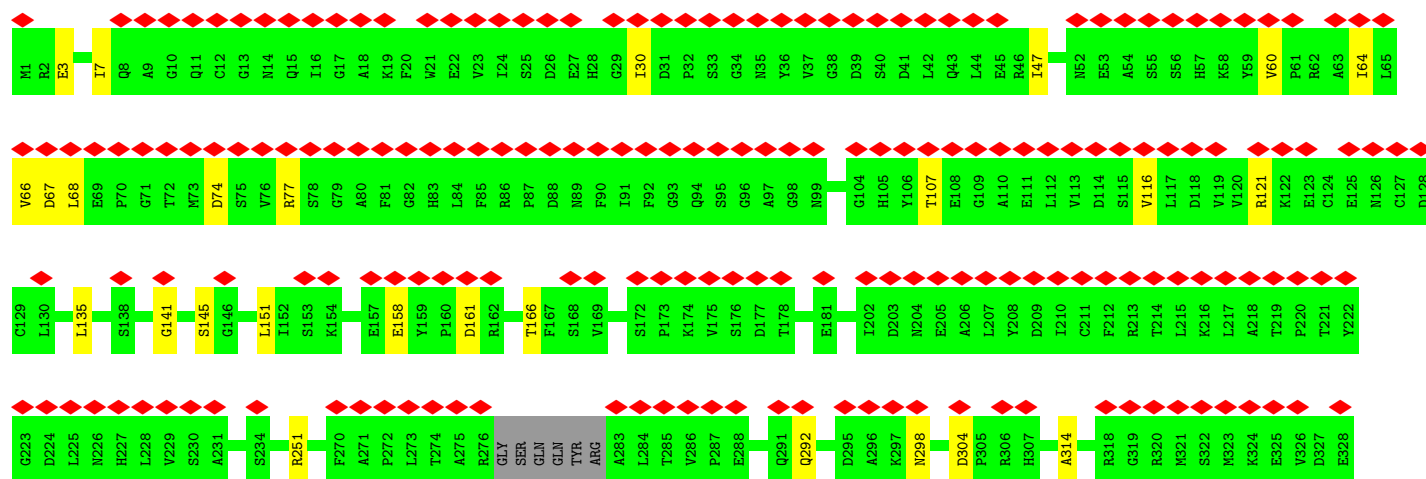 M1 R2 E3 I7 Q8 A9 G10 Q11 C12 G13 N14 Q15 I16 G17 A18 K19 F20 W21 E22 V23 I24 S25 D26 E27 H28 G29 I30 D31 P32 S33 G34 N35 Y36 V37 G38 D39 S40 D41 L42 Q43 L44 E45 R46 I47 N52 E53 A54 S55 S56 H57 K58 Y59 V60 P61 R62 A63 I64 L65
V66 D67 L68 E69 P70 G71 T72 M73 D74 S75 V76 R77 S78 G79 A80 F81 G82 H83 L84 F85 R86 P87 D88 N89 F90 I91 F92 G93 Q94 S95 G96 A97 G98 N99 G104 H105 Y106 T107 E108 G109 A110 E111 L112 V113 D114 S115 V116 L117 D118 V119 V120 R121 K122 E123 C124 E125 N126 C127 D128
C129 L130 L135 S138 G141 S145 G146 L151 I152 S153 K154 E157 E158 Y159 P160 D161 R162 T166 F167 S168 V169 S172 P173 K174 V175 S176 D177 T178 E181 I202 D203 N204 E205 A206 L207 Y208 D209 I210 C211 F212 R213 T214 L215 K216 L217 A218 T219 P220 T221 Y222
G223 D224 L225 N226 H227 L228 V229 S230 A231 S234 R251 F270 A271 P272 L273 T274 A275 R276 GLY SER GLN GLN TYR ARG A283 L284 T285 V286 P287 E288 Q291 Q292 D295 A296 K297 N298 D304 P305 R306 H307 A314 R318 G319 R320 M321 S322 M323 K324 E325 V326 D327 E328